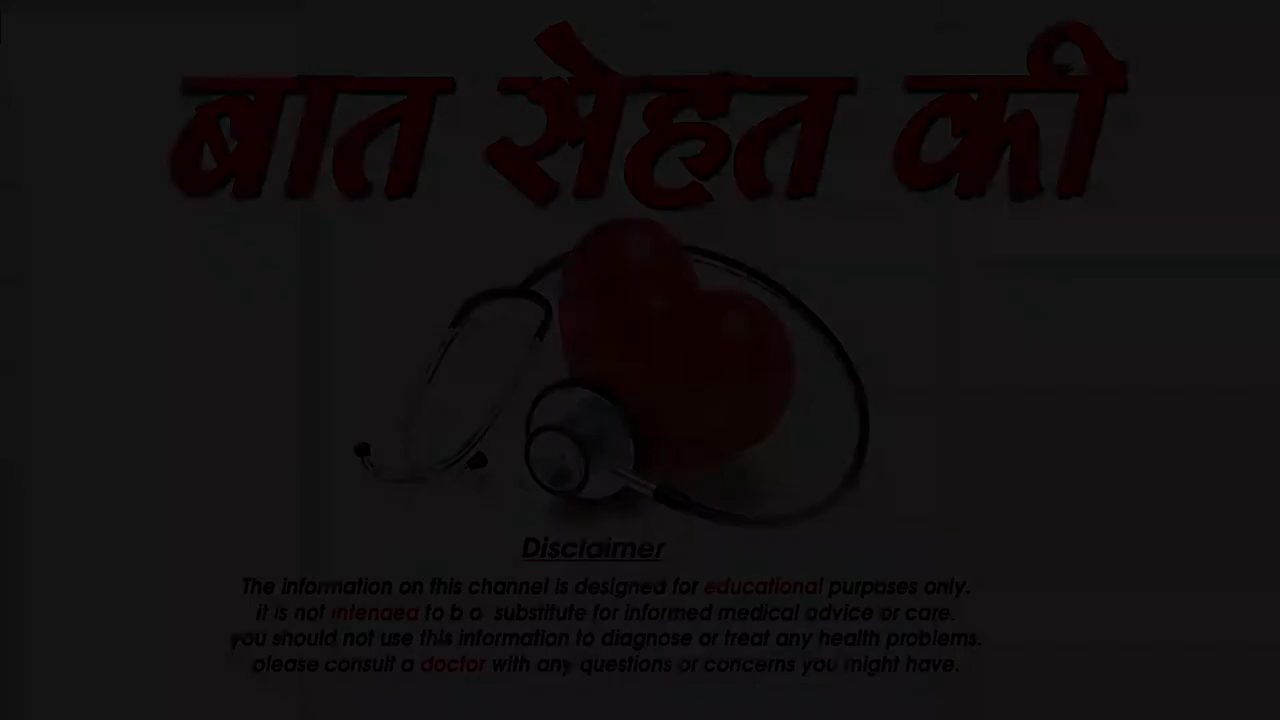 बात सेहत की
Disclaimer
The information on this channel is designed for educational purposes only.
it is not intended to b a substitute for informed medical advice or care.
you should not use this information to diagnose or treat any health problems.
please consult a doctor with any questions or concerns you might have.